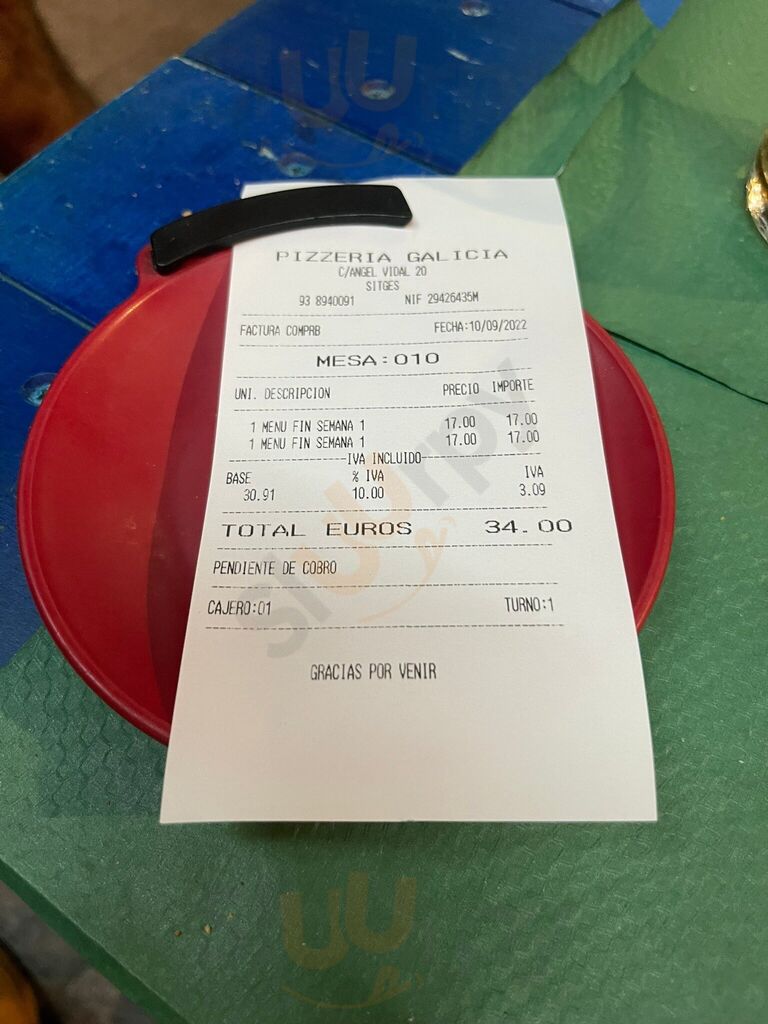 PIZZERIA GALICIA
C/ANGEL VIDAL 20
SITGES
93 8940091 NIF 29426435M
FACTURA COMPRB FECHA:10/09/2022
MESA:010
UNI. DESCRIPCION PRECIO IMPORTE
1 MENU FIN SEMANA 1 17.00 17.00
1 MENU FIN SEMANA 1 17.00 17.00
IVA INCLUIDO
BASE % IVA IVA
30.91 10.00 3.09
TOTAL EUROS 34.00
PENDIENTE DE COBRO
CAJERO:01 TURNO:1
Sluurpy
GRACIAS POR VENIR